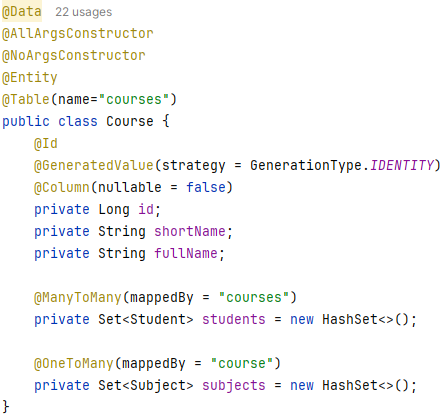 @Data 22 usages
@AllArgsConstructor
@NoArgsConstructor
@Entity
@Table(name="courses")
public class Course {
    @Id
    @GeneratedValue(strategy = GenerationType.IDENTITY)
    @Column(nullable = false)
    private Long id;
    private String shortName;
    private String fullName;

    @ManyToMany(mappedBy = "courses")
    private Set<Student> students = new HashSet<>();

    @OneToMany(mappedBy = "course")
    private Set<Subject> subjects = new HashSet<>();
}